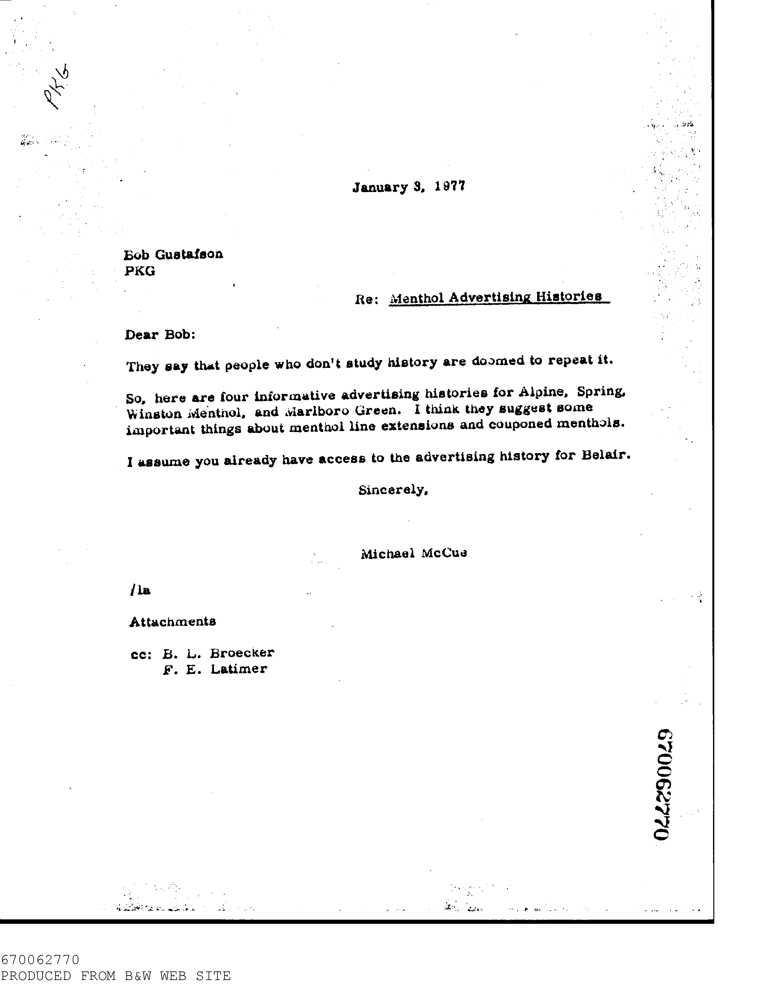 PKG
January 3, 1977
Bob Gustafson
PKG
Re: Menthol Advertising Histories
Dear Bob:
They say that people who don't study history are doomed to repeat it.
So, here are four informative advertising histories for Alpine, Spring,
Winston Menthol, and Marlboro Green. I think they suggest some
important things about menthol line extensions and couponed menthols.
I assume you already have access to the advertising history for Belair.
Sincerely,
Michael McCue
/la
Attachments
cc: B. L. Broecker
F. E. Latimer
670062770
670062770
PRODUCED FROM B&W WEB SITE